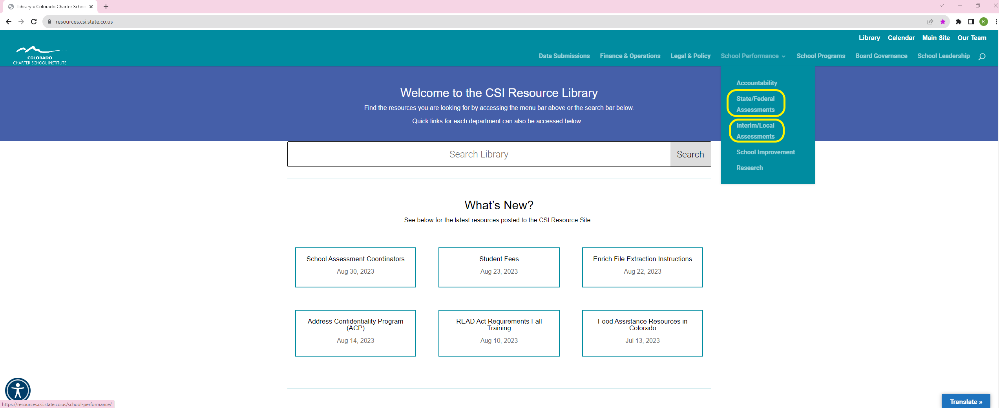 Library » Colorado Charter Schoo
resources.csi.state.co.us
K
Library Calendar Main Site Our Team
COLORADO
CHARTER SCHOOL INSTITUTE
Data Submissions Finance & Operations Legal & Policy School Performance School Programs Board Governance School Leadership
Accountability
State/Federal
Assessments
Interim/Local
Assessments
School Improvement
Research
Welcome to the CSI Resource Library
Find the resources you are looking for by accessing the menu bar above or the search bar below.
Quick links for each department can also be accessed below.
Search Library Search
What’s New?
See below for the latest resources posted to the CSI Resource Site.
School Assessment Coordinators
Aug 30, 2023
Student Fees
Aug 23, 2023
Enrich File Extraction Instructions
Aug 22, 2023
Address Confidentiality Program
(ACP)
Aug 14, 2023
READ Act Requirements Fall
Training
Aug 10, 2023
Food Assistance Resources in
Colorado
Jul 13, 2023
https://resources.csi.state.co.us/school-performance/
Translate »